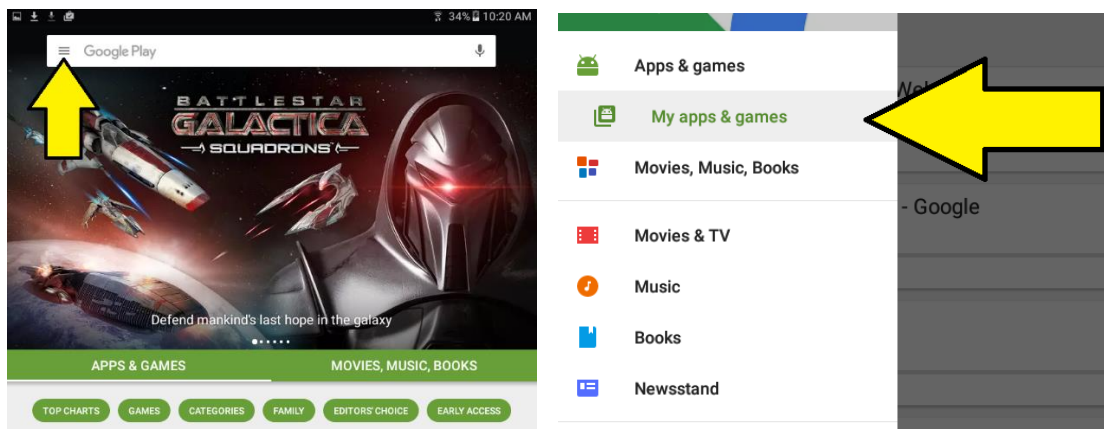 34% 10:20 AM
Google Play
BATTLESTAR
GALACTICA
SQUADRONS
Defend mankind's last hope in the galaxy
APPS & GAMES
MOVIES, MUSIC, BOOKS
TOP CHARTS
GAMES
CATEGORIES
FAMILY
EDITORS' CHOICE
EARLY ACCESS
Apps & games
My apps & games
Movies, Music, Books
Movies & TV
Music
Books
Newsstand
- Google